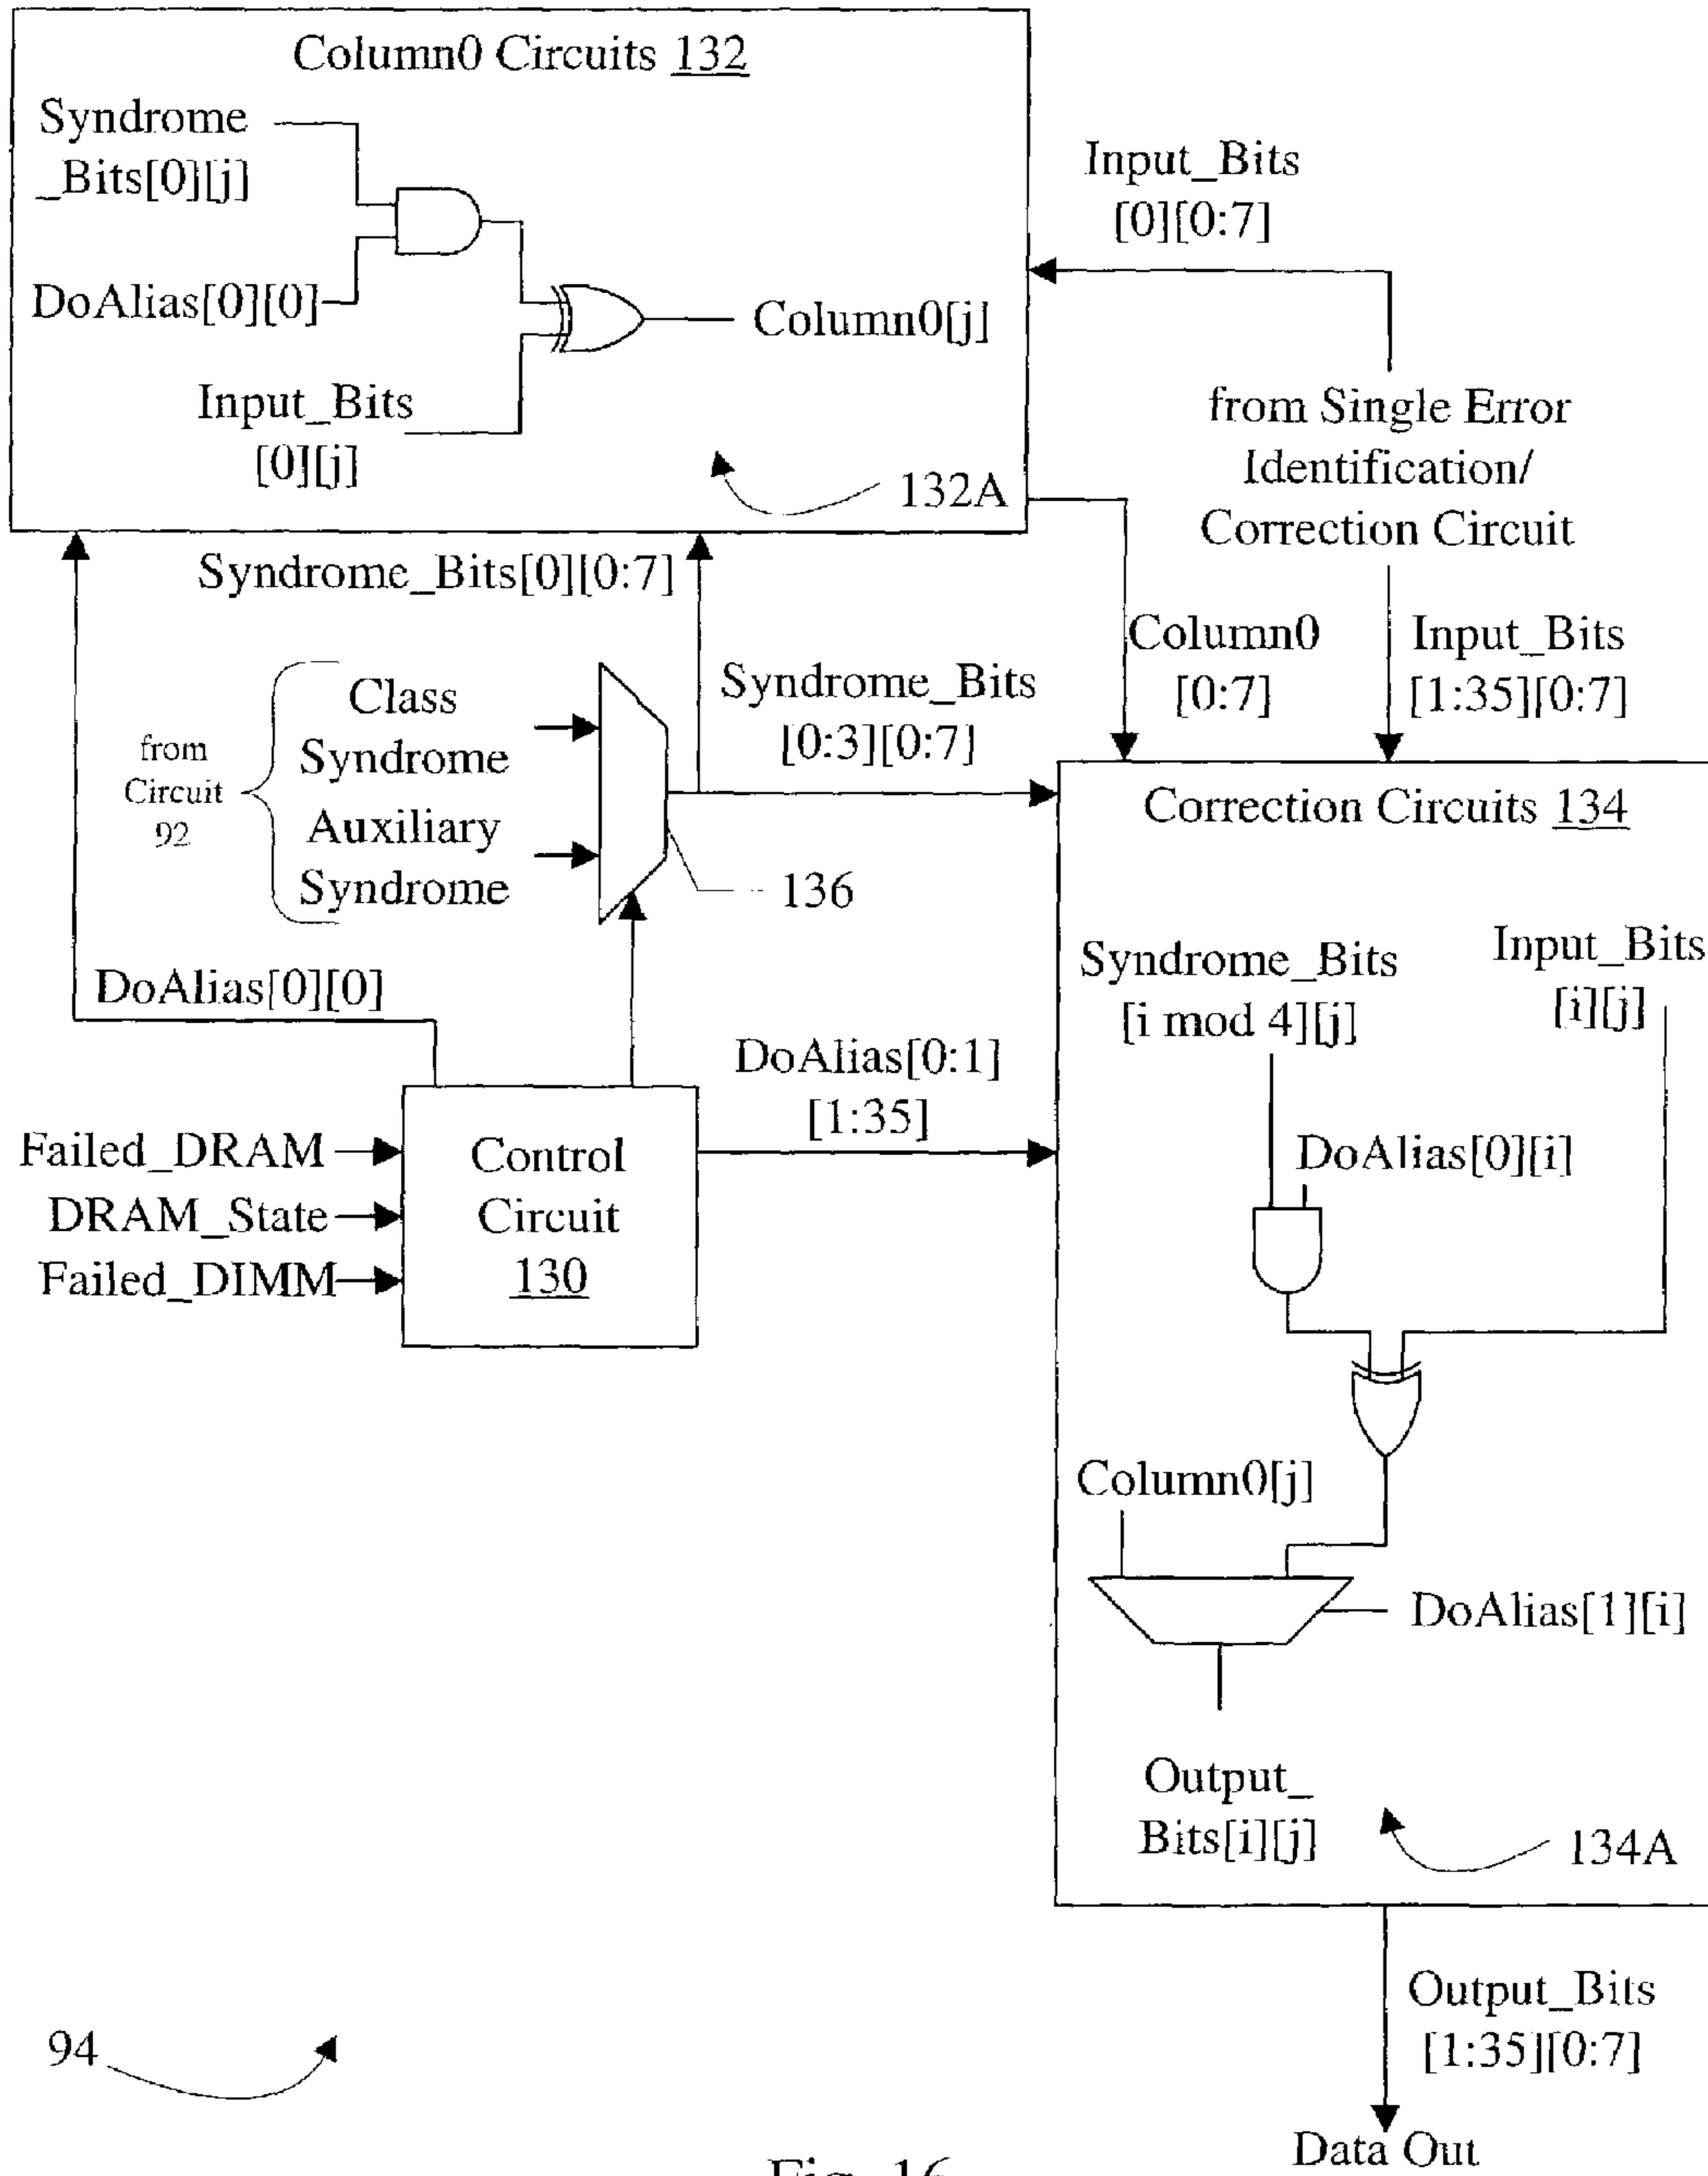 Column0 Circuits 132
Syndrome
_Bits[0][j]
DoAlias[0][0]
Input_Bits
[0][j]
Column0[j]
132A
Input_Bits
[0][0:7]
from Single Error
Identification/
Correction Circuit
Syndrome_Bits[0][0:7]
Column0
[0:7]
Input_Bits
[1:35][0:7]
from
Circuit
92
Class
Syndrome
Auxiliary
Syndrome
Syndrome_Bits
[0:3][0:7]
136
DoAlias[0][0]
DoAlias[0:1]
[1:35]
Failed_DRAM
DRAM_State
Failed_DIMM
Control
Circuit
130
Correction Circuits 134
Syndrome_Bits
[i mod 4][j]
Input_Bits
[i][j]
DoAlias[0][i]
Column0[j]
DoAlias[1][i]
Output_
Bits[i][j]
134A
Output_Bits
[1:35][0:7]
Data Out
94
Fig. 16